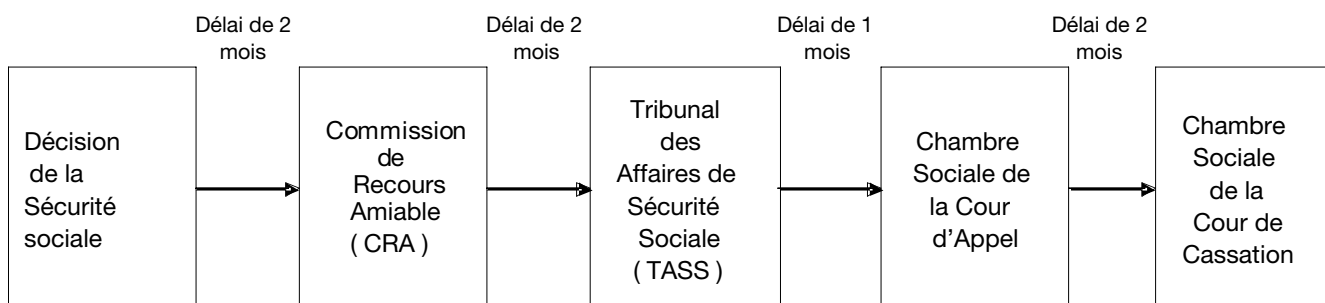 Délai de 2
mois
Délai de 2
mois
Délai de 1
mois
Délai de 2
mois
Décision
de la
Sécurité
sociale
Commission
de
Recours
Amiable
( CRA )
Tribunal
des
Affaires de
Sécurité
Sociale
( TASS )
Chambre
Sociale de
la Cour
d’Appel
Chambre
Sociale
de la
Cour de
Cassation